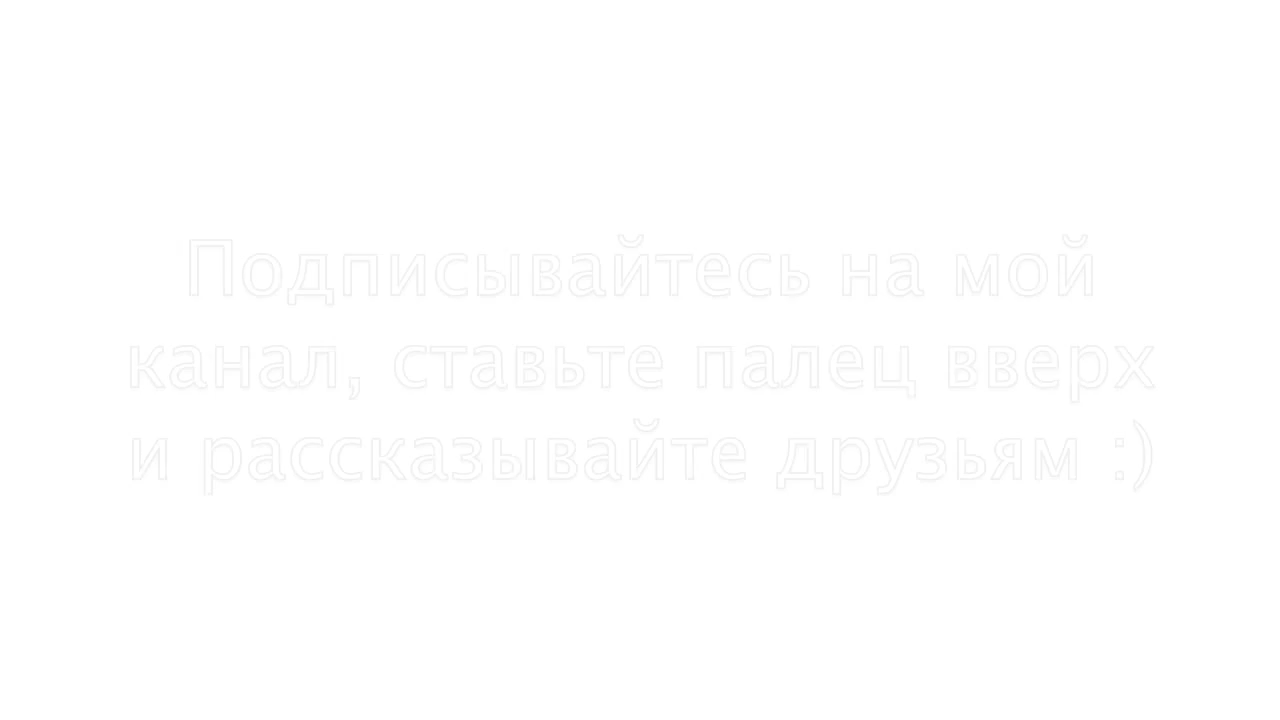 Подписывайтесь на мой
канал, ставьте палец вверх
и рассказывайте друзьям :)